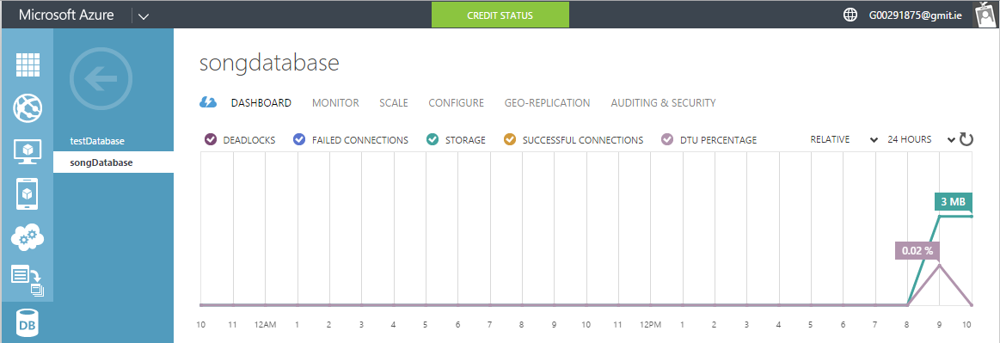 Microsoft Azure CREDIT STATUS G00291875@gmit.ie
songdatabase
DASHBOARD MONITOR SCALE CONFIGURE GEO-REPLICATION AUDITING & SECURITY
testDatabase
songDatabase
DEADLOCKS FAILED CONNECTIONS STORAGE SUCCESSFUL CONNECTIONS DTU PERCENTAGE RELATIVE 24 HOURS
3 MB
0.02 %
10 11 12AM 1 2 3 4 5 6 7 8 9 10 11 12PM 1 2 3 4 5 6 7 8 9 10
DB